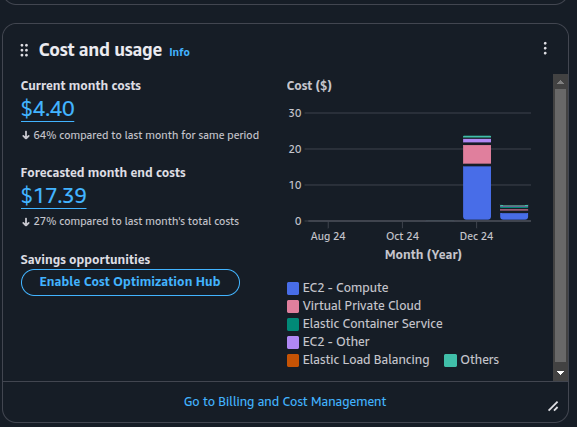 Cost and usage Info
Current month costs
$4.40
↓ 64% compared to last month for same period
Forecasted month end costs
$17.39
↓ 27% compared to last month's total costs
Savings opportunities
Enable Cost Optimization Hub
Cost ($)
30
20
10
0
Aug 24 Oct 24 Dec 24
Month (Year)
EC2 - Compute
Virtual Private Cloud
Elastic Container Service
EC2 - Other
Elastic Load Balancing Others
Go to Billing and Cost Management